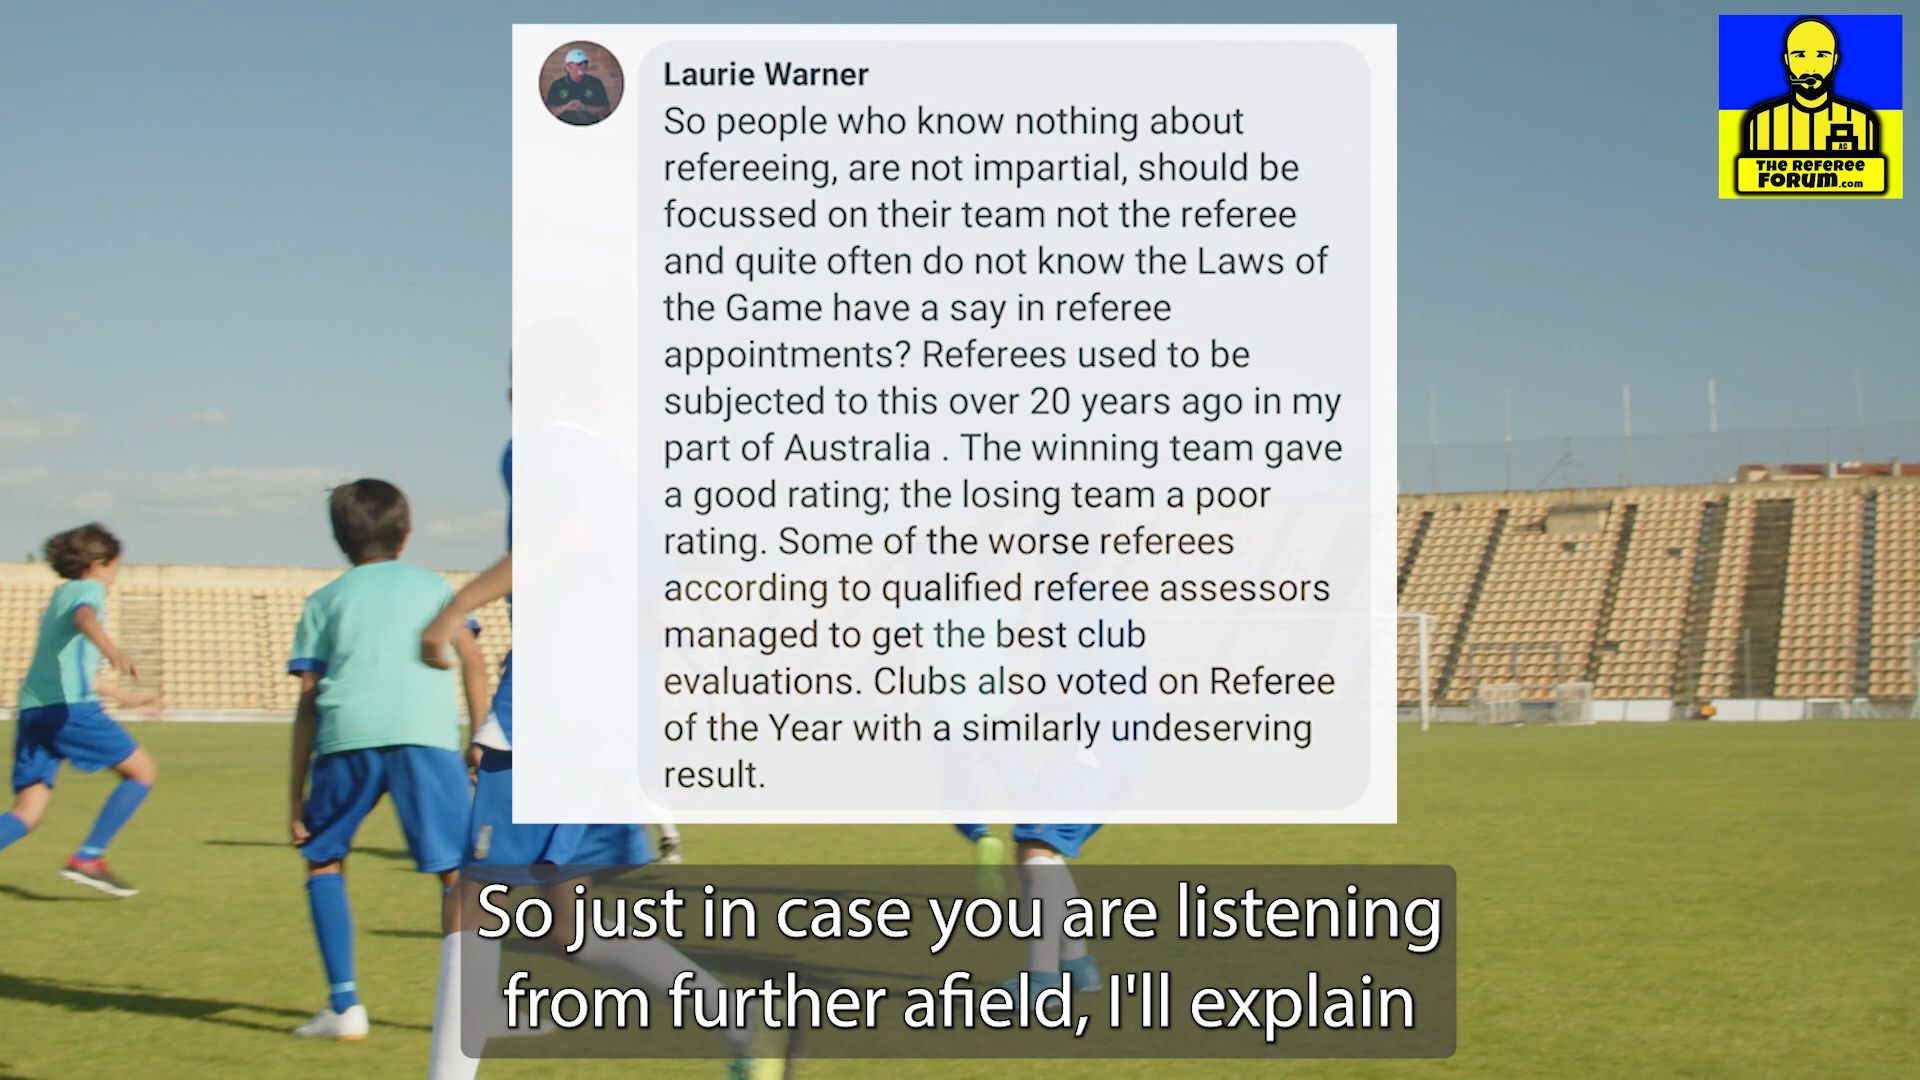 Laurie Warner
So people who know nothing about
refereeing, are not impartial, should be
focussed on their team not the referee
and quite often do not know the Laws of
the Game have a say in referee
appointments? Referees used to be
subjected to this over 20 years ago in my
part of Australia . The winning team gave
a good rating; the losing team a poor
rating. Some of the worse referees
according to qualified referee assessors
managed to get the best club
evaluations. Clubs also voted on Referee
of the Year with a similarly undeserving
result.
AC
THE REFEREE
FORUM.com
So just in case you are listening
from further afield, I'll explain